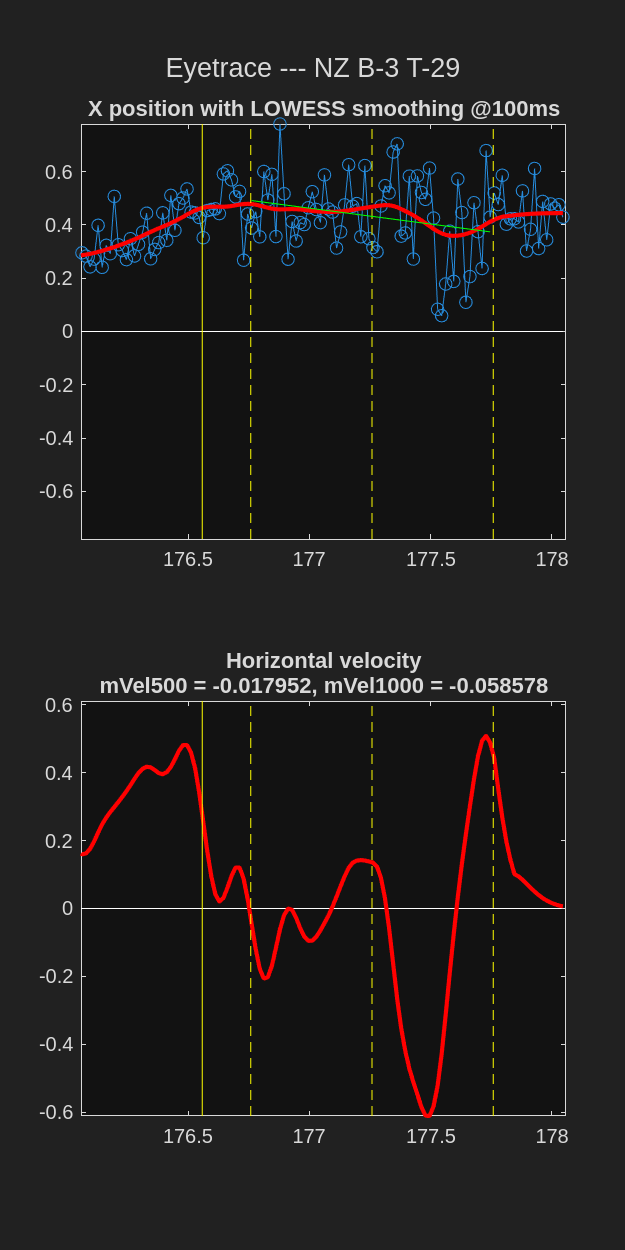 Eyetrace --- NZ B-3 T-29
X position with LOWESS smoothing @100ms
0.6
0.4
0.2
0
-0.2
-0.4
-0.6
176.5 177 177.5 178
Horizontal velocity
mVel500 = -0.017952, mVel1000 = -0.058578
0.6
0.4
0.2
0
-0.2
-0.4
-0.6
176.5 177 177.5 178